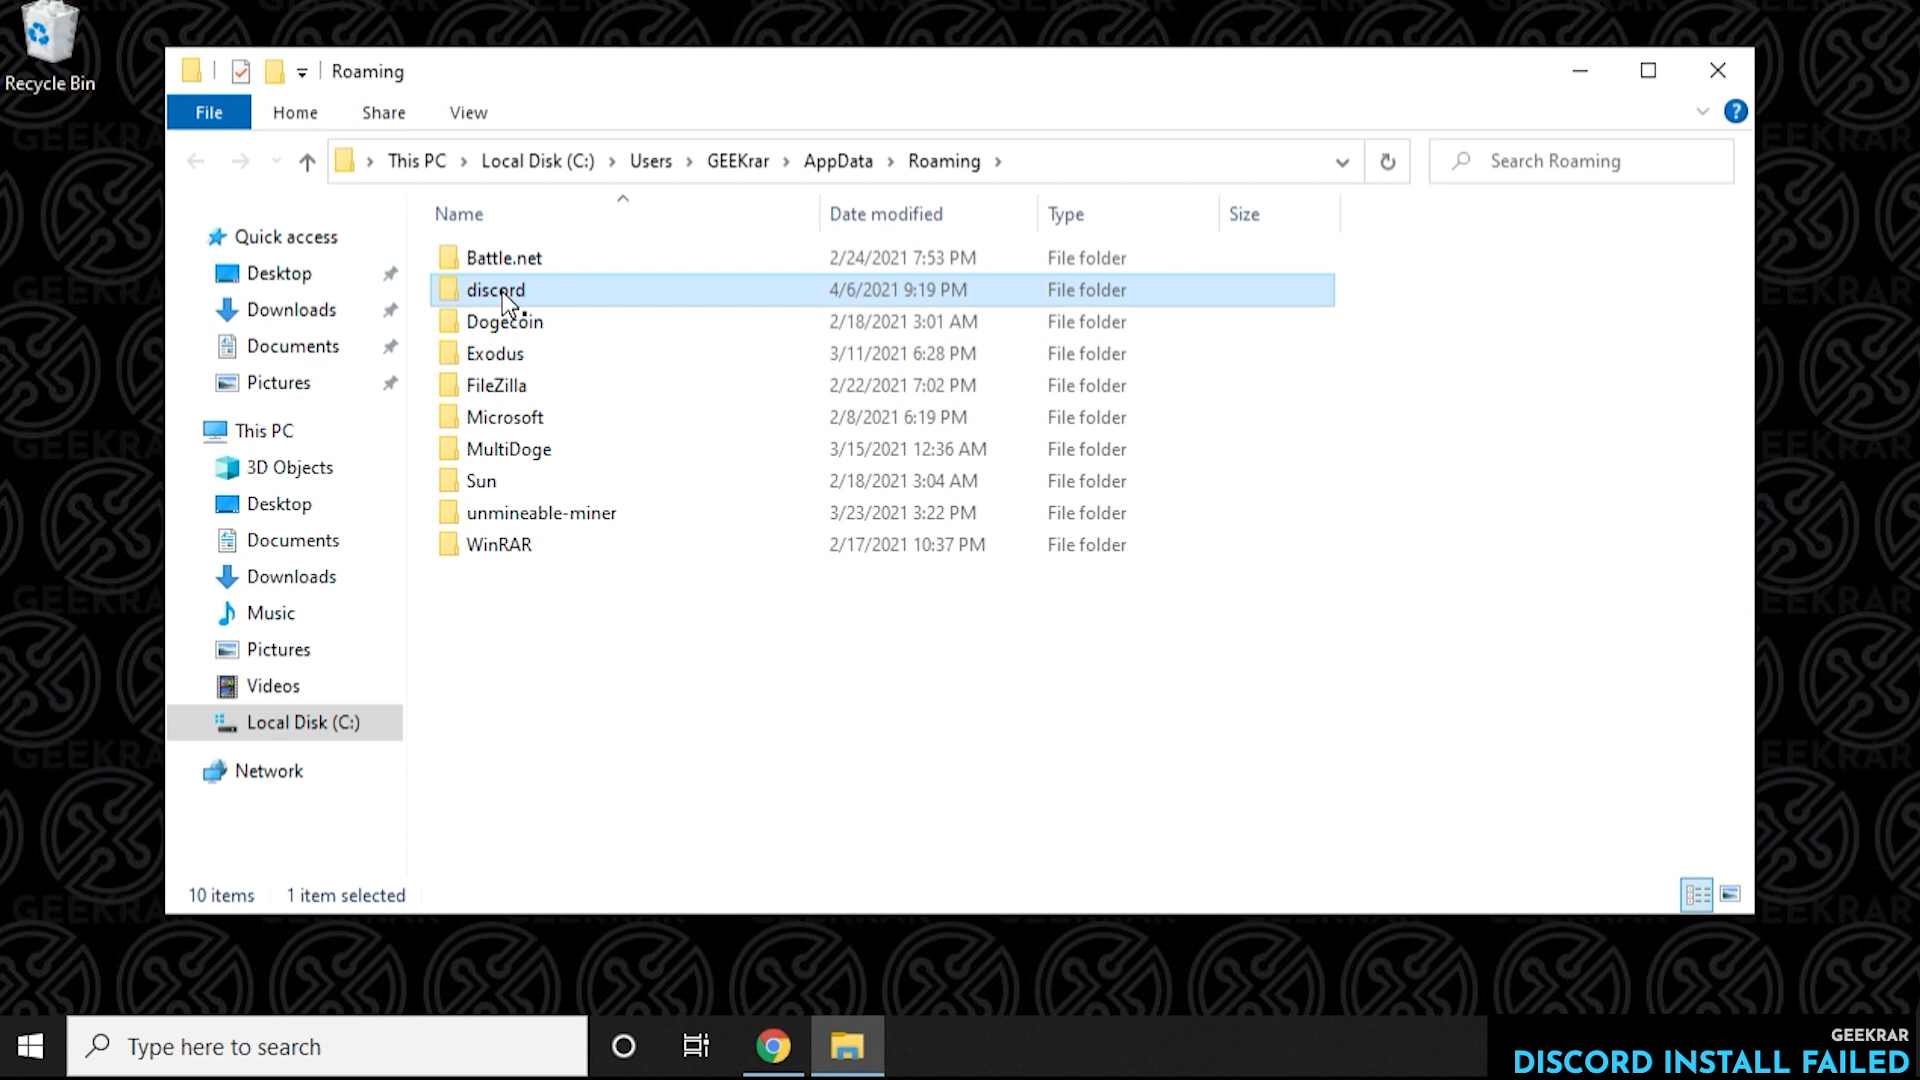 Recycle Bin
Roaming
File Home Share View
This PC Local Disk (C:) Users GEEKrar AppData Roaming
Search Roaming
Name Date modified Type Size
Quick access
Desktop
Downloads
Documents
Pictures
This PC
3D Objects
Desktop
Documents
Downloads
Music
Pictures
Videos
Local Disk (C:)
Network
Battle.net 2/24/2021 7:53 PM File folder
discord 4/6/2021 9:19 PM File folder
Dogecoin 2/18/2021 3:01 AM File folder
Exodus 3/11/2021 6:28 PM File folder
FileZilla 2/22/2021 7:02 PM File folder
Microsoft 2/8/2021 6:19 PM File folder
MultiDoge 3/15/2021 12:36 AM File folder
Sun 2/18/2021 3:04 AM File folder
unmineable-miner 3/23/2021 3:22 PM File folder
WinRAR 2/17/2021 10:37 PM File folder
10 items 1 item selected
Type here to search
GEEKRAR
DISCORD INSTALL FAILED